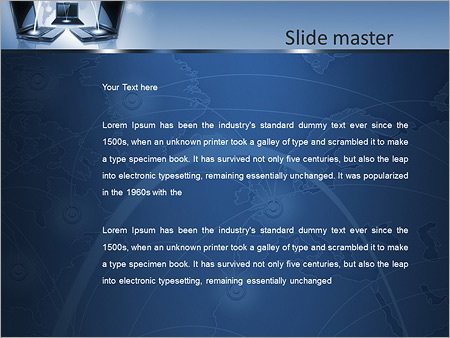 Slide master
Your Text here
Lorem Ipsum has been the industry's standard dummy text ever since the
1500s, when an unknown printer took a galley of type and scrambled it to make
a type specimen book. It has survived not only five centuries, but also the leap
into electronic typesetting, remaining essentially unchanged. It was popularized
in the 1960s with the
Lorem Ipsum has been the industry's standard dummy text ever since the
1500s, when an unknown printer took a galley of type and scrambled it to make
a type specimen book. It has survived not only five centuries, but also the leap
into electronic typesetting, remaining essentially unchanged